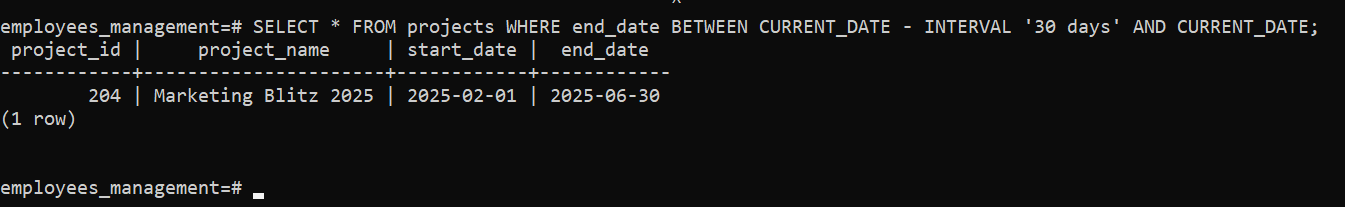 employees_management=# SELECT * FROM projects WHERE end_date BETWEEN CURRENT_DATE - INTERVAL '30 days' AND CURRENT_DATE;
 project_id |     project_name     | start_date |  end_date
------------+----------------------+------------+------------
        204 | Marketing Blitz 2025 | 2025-02-01 | 2025-06-30
(1 row)
employees_management=#